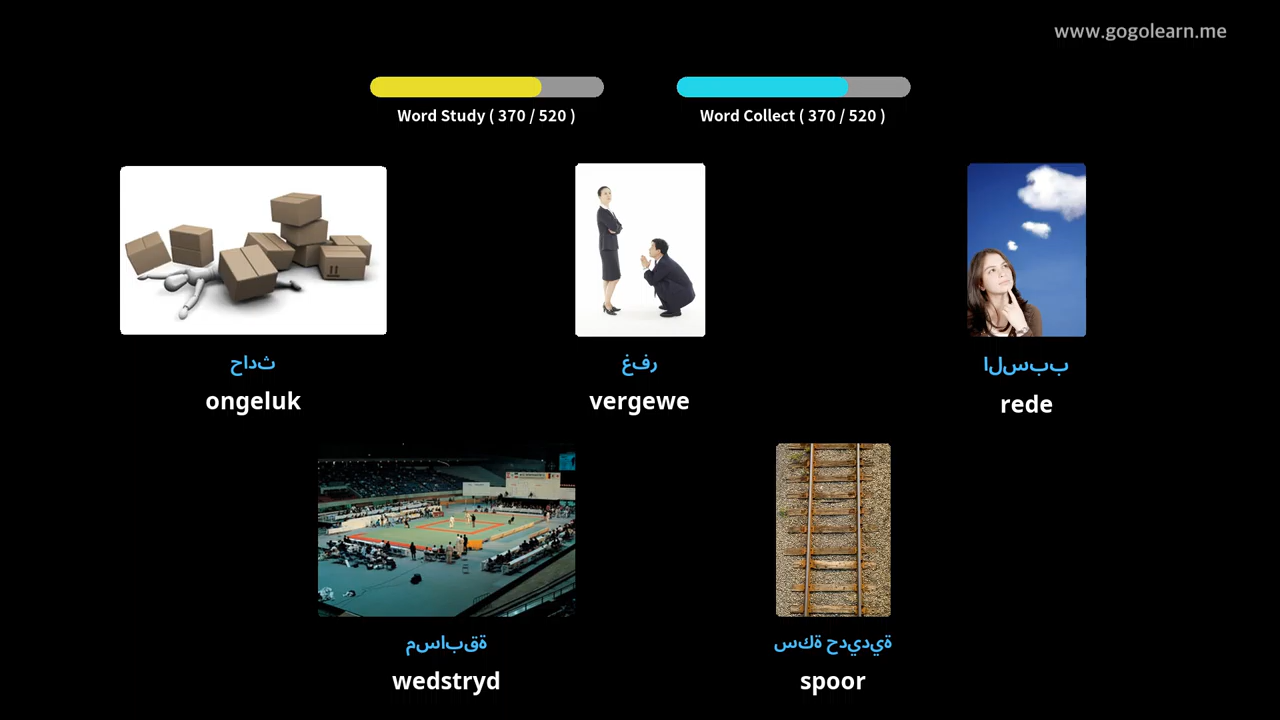 www.gogolearn.me
Word Study ( 370 / 520 )
Word Collect ( 370 / 520 )
حادث
ongeluk
غفر
vergewe
السبب
rede
مسابقة
wedstryd
سكة حديدية
spoor